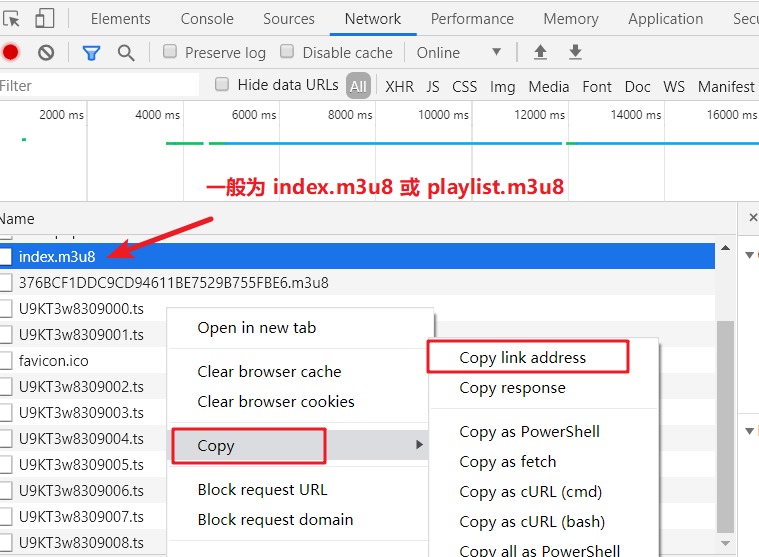 Elements Console Sources Network Performance Memory Application Secu
Preserve log Disable cache Online
Filter Hide data URLs All XHR JS CSS Img Media Font Doc WS Manifest
2000 ms 4000 ms 6000 ms 8000 ms 10000 ms 12000 ms 14000 ms 16000 ms
一般为 index.m3u8 或 playlist.m3u8
Name
index.m3u8
376BCF1DDC9CD94611BE7529B755FBE6.m3u8
U9KT3w8309000.ts
U9KT3w8309001.ts
favicon.ico
U9KT3w8309002.ts
U9KT3w8309003.ts
U9KT3w8309004.ts
U9KT3w8309005.ts
U9KT3w8309006.ts
U9KT3w8309007.ts
U9KT3w8309008.ts
Open in new tab
Clear browser cache
Clear browser cookies
Copy
Block request URL
Block request domain
Copy link address
Copy response
Copy as PowerShell
Copy as fetch
Copy as cURL (cmd)
Copy as cURL (bash)
Copy all as PowerShell